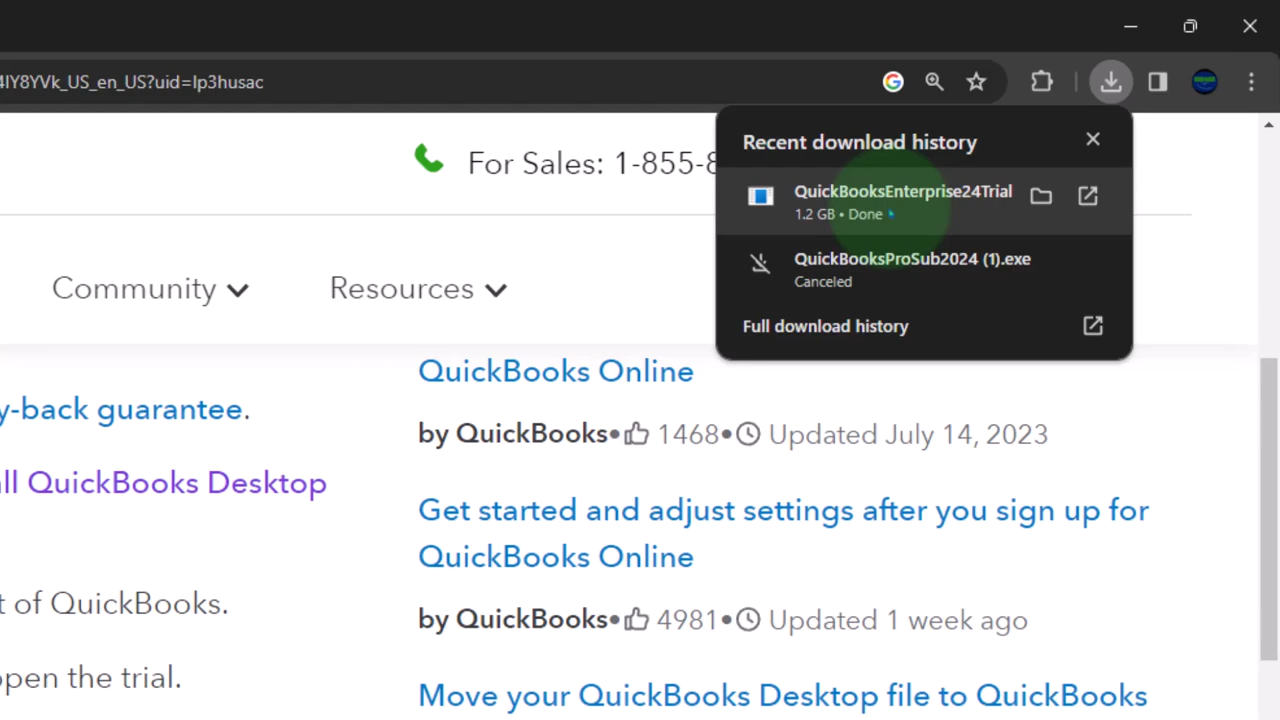 4IY8YVk_US_en_US?uid=lp3husac
Recent download history
For Sales: 1-855-8
QuickBooksEnterprise24Trial
1.2 GB • Done
QuickBooksProSub2024 (1).exe
Canceled
Community
Resources
Full download history
QuickBooks Online
y-back guarantee.
by QuickBooks• 1468• Updated July 14, 2023
all QuickBooks Desktop
Get started and adjust settings after you sign up for
QuickBooks Online
t of QuickBooks.
by QuickBooks• 4981• Updated 1 week ago
open the trial.
Move your QuickBooks Desktop file to QuickBooks